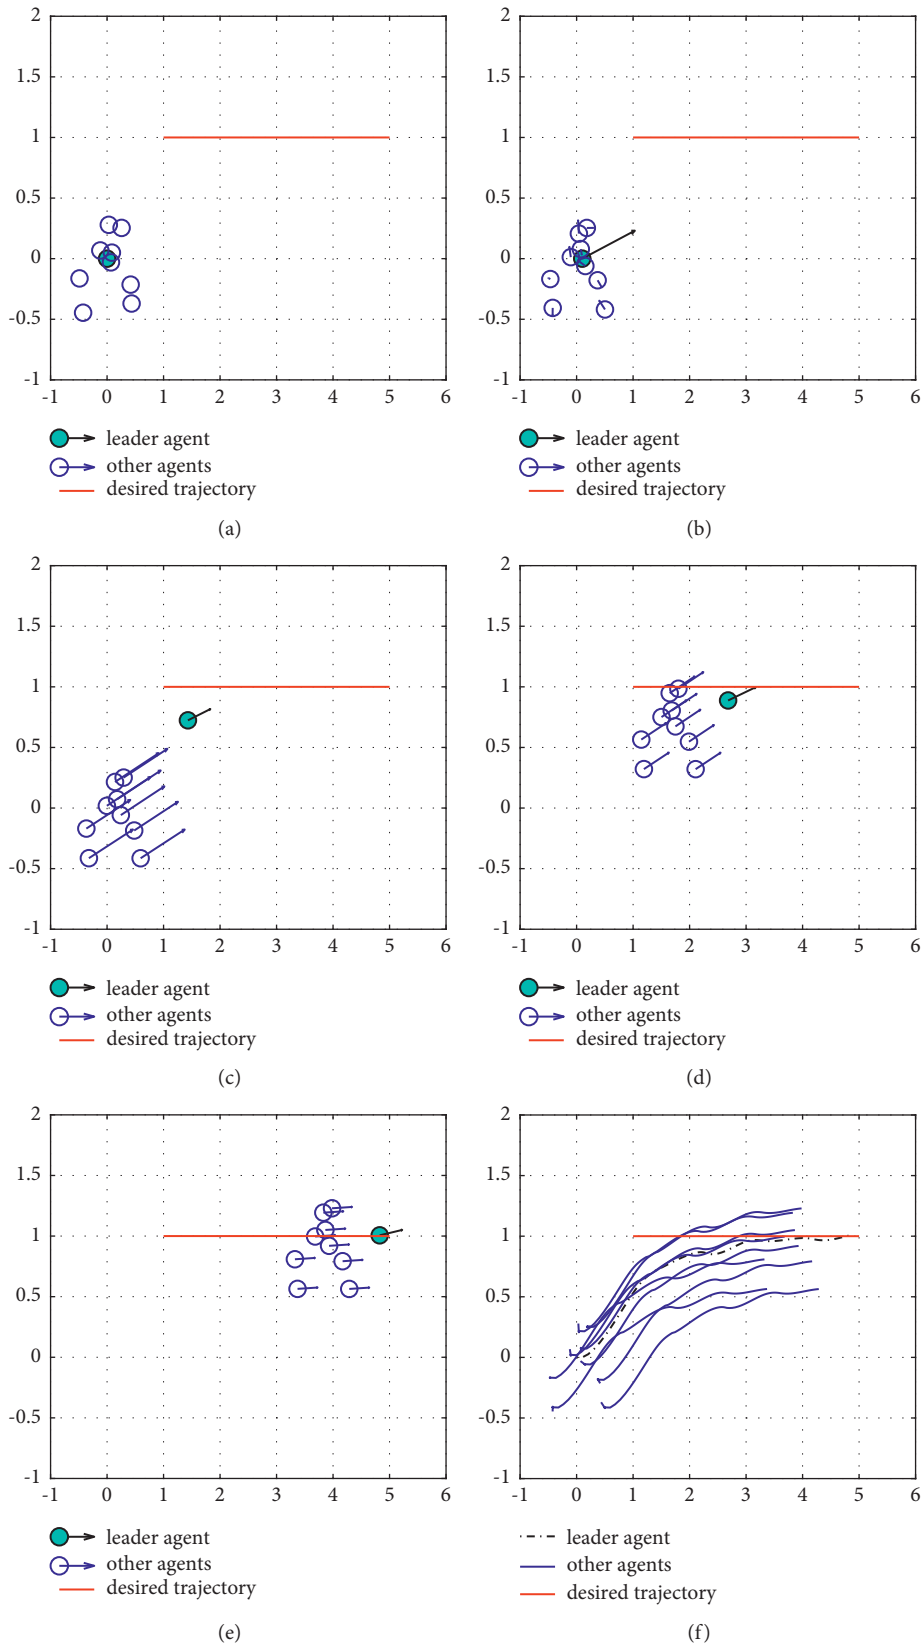 2
1.5
1
0.5
0
-0.5
-1
-1 0 1 2 3 4 5 6
leader agent
other agents
desired trajectory
(a)
2
1.5
1
0.5
0
-0.5
-1
-1 0 1 2 3 4 5 6
leader agent
other agents
desired trajectory
(b)
2
1.5
1
0.5
0
-0.5
-1
-1 0 1 2 3 4 5 6
leader agent
other agents
desired trajectory
(c)
2
1.5
1
0.5
0
-0.5
-1
-1 0 1 2 3 4 5 6
leader agent
other agents
desired trajectory
(d)
2
1.5
1
0.5
0
-0.5
-1
-1 0 1 2 3 4 5 6
leader agent
other agents
desired trajectory
(e)
2
1.5
1
0.5
0
-0.5
-1
-1 0 1 2 3 4 5 6
leader agent
other agents
desired trajectory
(f)